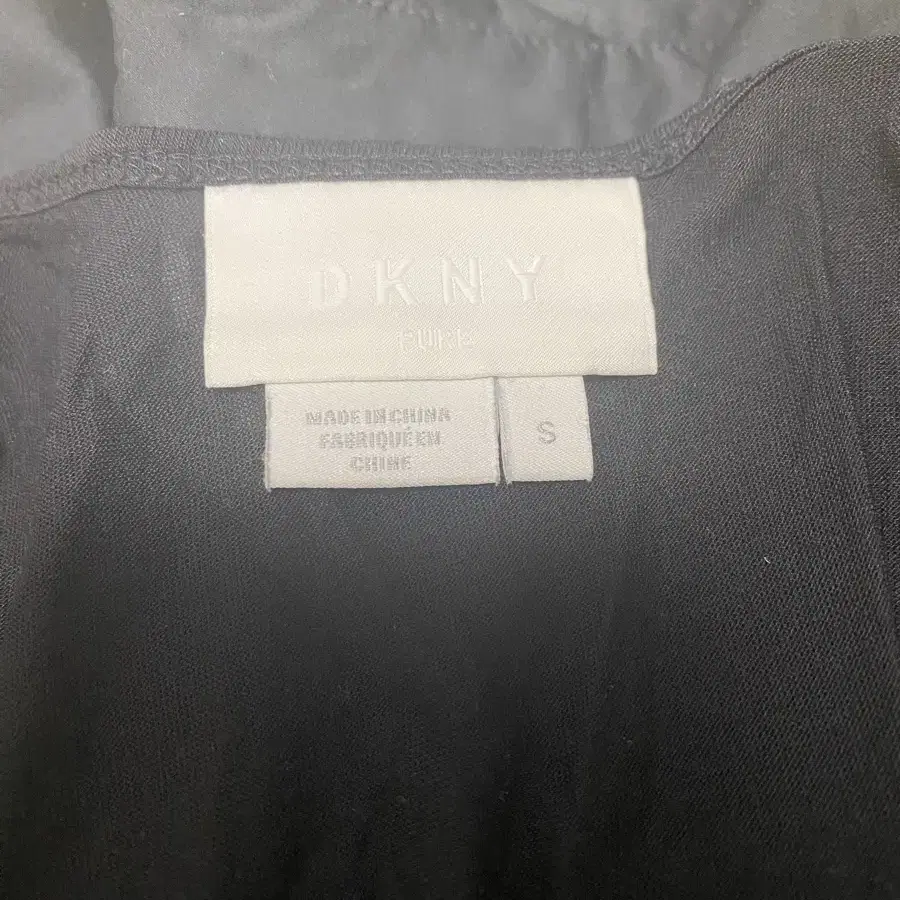 DKNY
PURE
MADE IN CHINA
FABRIQUÉ EN
CHINE
S